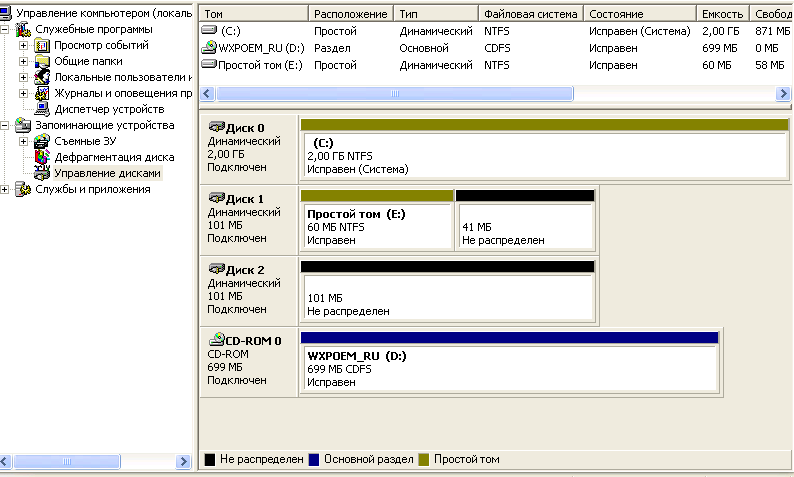 Управление компьютером (локаль
Служебные программы
Просмотр событий
Общие папки
Локальные пользователи и
Журналы и оповещения пр
Диспетчер устройств
Запоминающие устройства
Съемные ЗУ
Дефрагментация диска
Управление дисками
Службы и приложения
Том Расположение Тип Файловая система Состояние Емкость Свобод
(C:) Простой Динамический NTFS Исправен (Система) 2,00 ГБ 871 МБ
WXPOEM_RU (D:) Раздел Основной CDFS Исправен 699 МБ 0 МБ
Простой том (E:) Простой Динамический NTFS Исправен 60 МБ 58 МБ
Диск 0
Динамический
2,00 ГБ
Подключен
(C:)
2,00 ГБ NTFS
Исправен (Система)
Диск 1
Динамический
101 МБ
Подключен
Простой том (E:)
60 МБ NTFS
Исправен
41 МБ
Не распределен
Диск 2
Динамический
101 МБ
Подключен
101 МБ
Не распределен
CD-ROM 0
CD-ROM
699 МБ
Подключен
WXPOEM_RU (D:)
699 МБ CDFS
Исправен
Не распределен Основной раздел Простой том